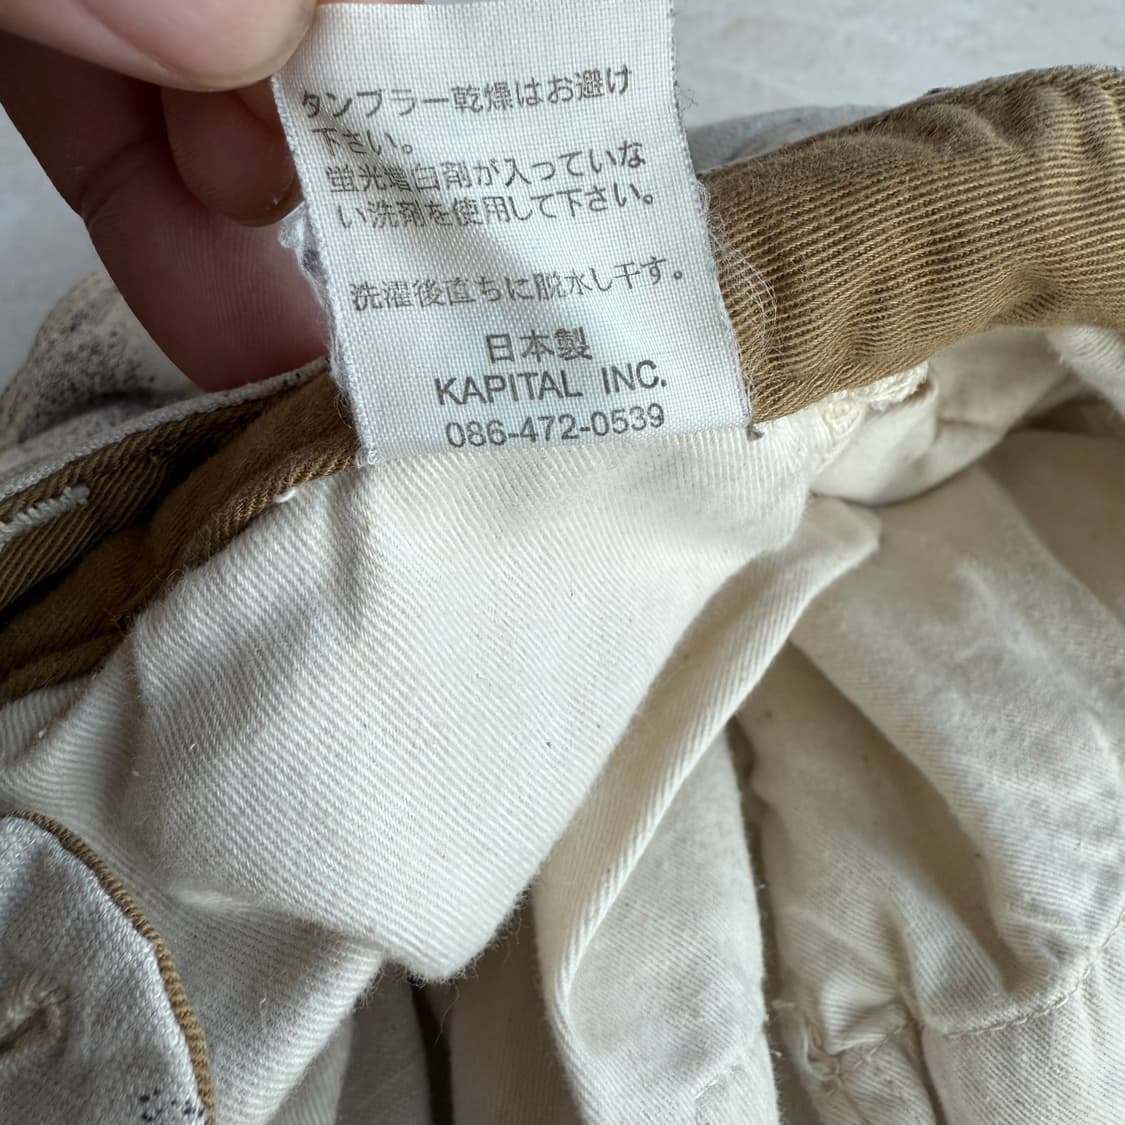 タンブラー乾燥はお避け
下さい。
蛍光増白剤が入っていな
い洗剤を使用して下さい。
洗濯後直ちに脱水し干す。
日本製
KAPITAL INC.
086-472-0539